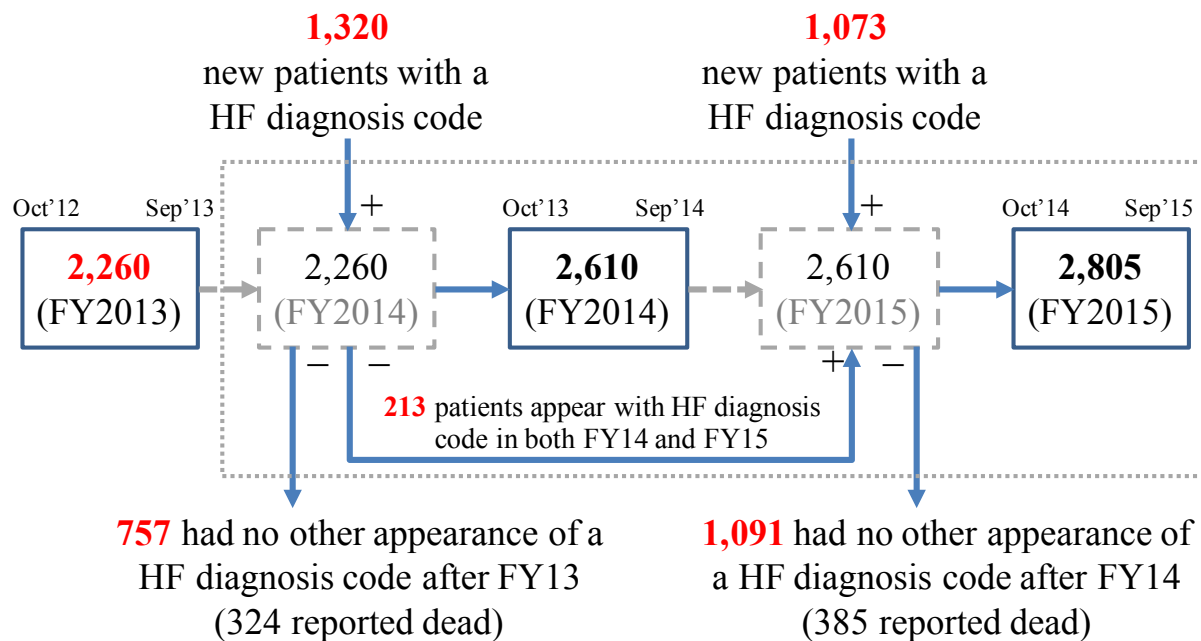 1,320
new patients with a
HF diagnosis code
1,073
new patients with a
HF diagnosis code
+
+
Oct’12
Sep’13
Oct’13
Sep’14
Oct’14
Sep’15
2,260
(FY2013)
2,260
(FY2014)
2,610
(FY2014)
2,610
(FY2015)
2,805
(FY2015)
−
−
+
−
213 patients appear with HF diagnosis
code in both FY14 and FY15
757 had no other appearance of a
HF diagnosis code after FY13
(324 reported dead)
1,091 had no other appearance of
a HF diagnosis code after FY14
(385 reported dead)